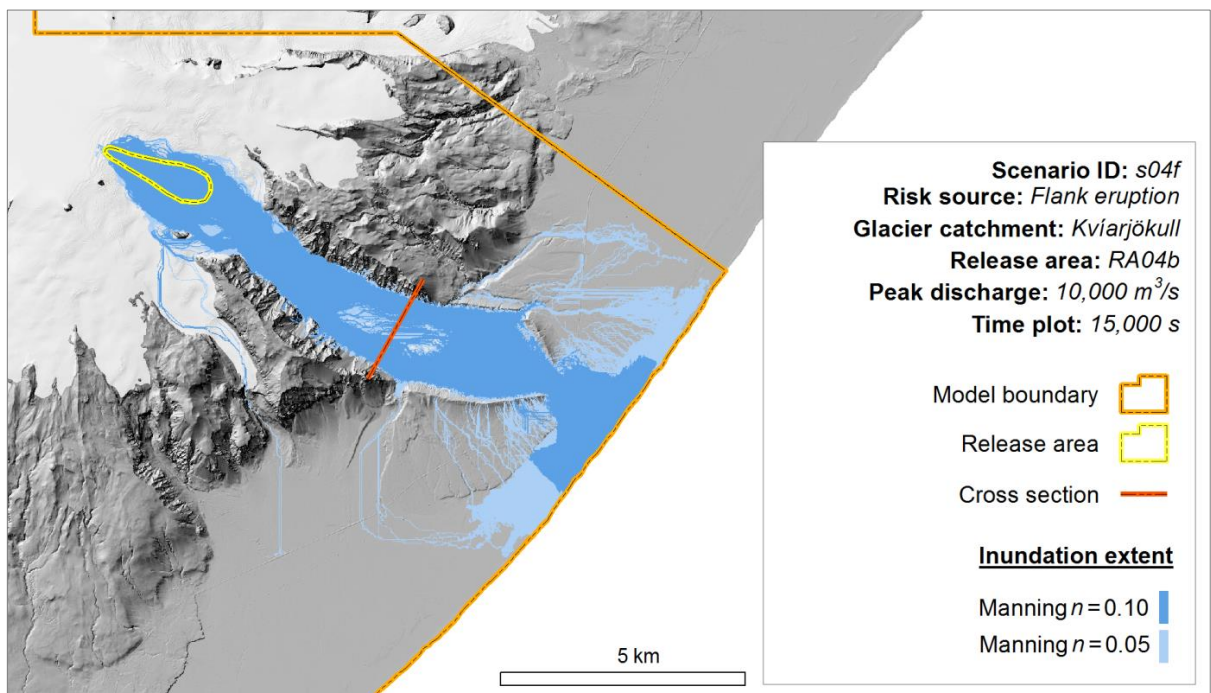 Scenario ID: s04f
Risk source: Flank eruption
Glacier catchment: Kvíarjökull
Release area: RA04b
Peak discharge: 10,000 m³/s
Time plot: 15,000 s
Model boundary
Release area
Cross section
Inundation extent
Manning n = 0.10
Manning n = 0.05
5 km